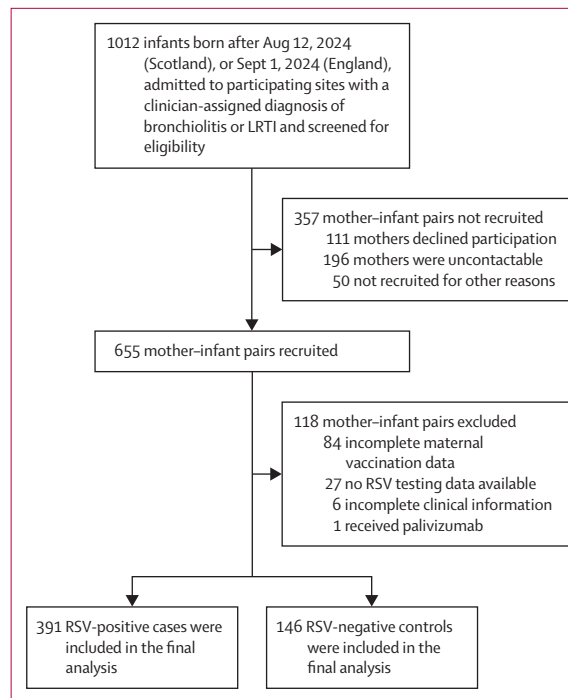 1012 infants born after Aug 12, 2024
(Scotland), or Sept 1, 2024 (England),
admitted to participating sites with a
clinician-assigned diagnosis of
bronchiolitis or LRTI and screened for
eligibility
357 mother–infant pairs not recruited
111 mothers declined participation
196 mothers were uncontactable
50 not recruited for other reasons
655 mother–infant pairs recruited
118 mother–infant pairs excluded
84 incomplete maternal
vaccination data
27 no RSV testing data available
6 incomplete clinical information
1 received palivizumab
391 RSV-positive cases were
included in the final
analysis
146 RSV-negative controls
were included in the
final analysis